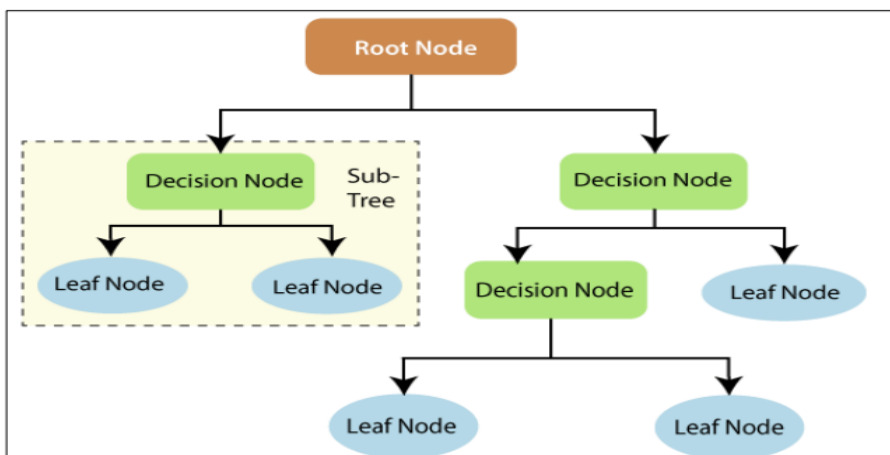 Root Node
Decision Node
Sub-
Tree
Decision Node
Leaf Node
Leaf Node
Decision Node
Leaf Node
Leaf Node
Leaf Node